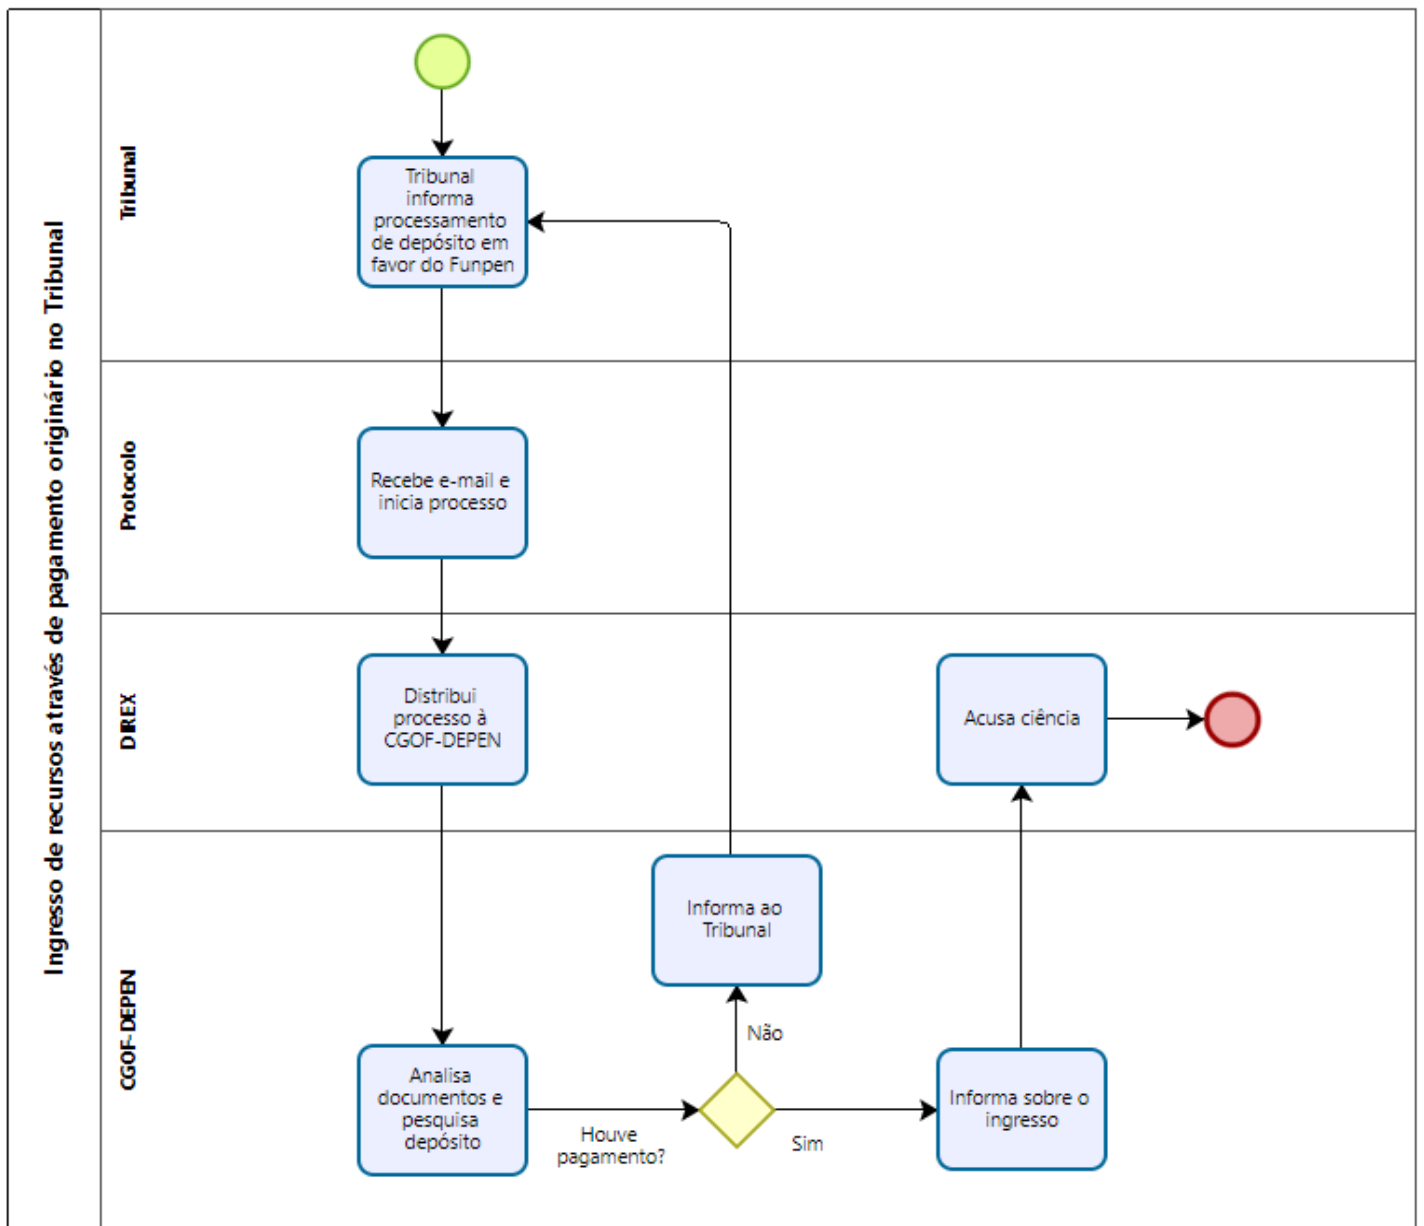 Ingresso de recursos através de pagamento originário no Tribunal
Tribunal
Tribunal
informa
processamento
de depósito em
favor do Funpen
Protocolo
Recebe e-mail e
inicia processo
DIREX
Distribui
processo à
CGOF-DEPEN
Acusa ciência
CGOF-DEPEN
Informa ao
Tribunal
Não
Analisa
documentos e
pesquisa
depósito
Houve
pagamento?
Sim
Informa sobre o
ingresso